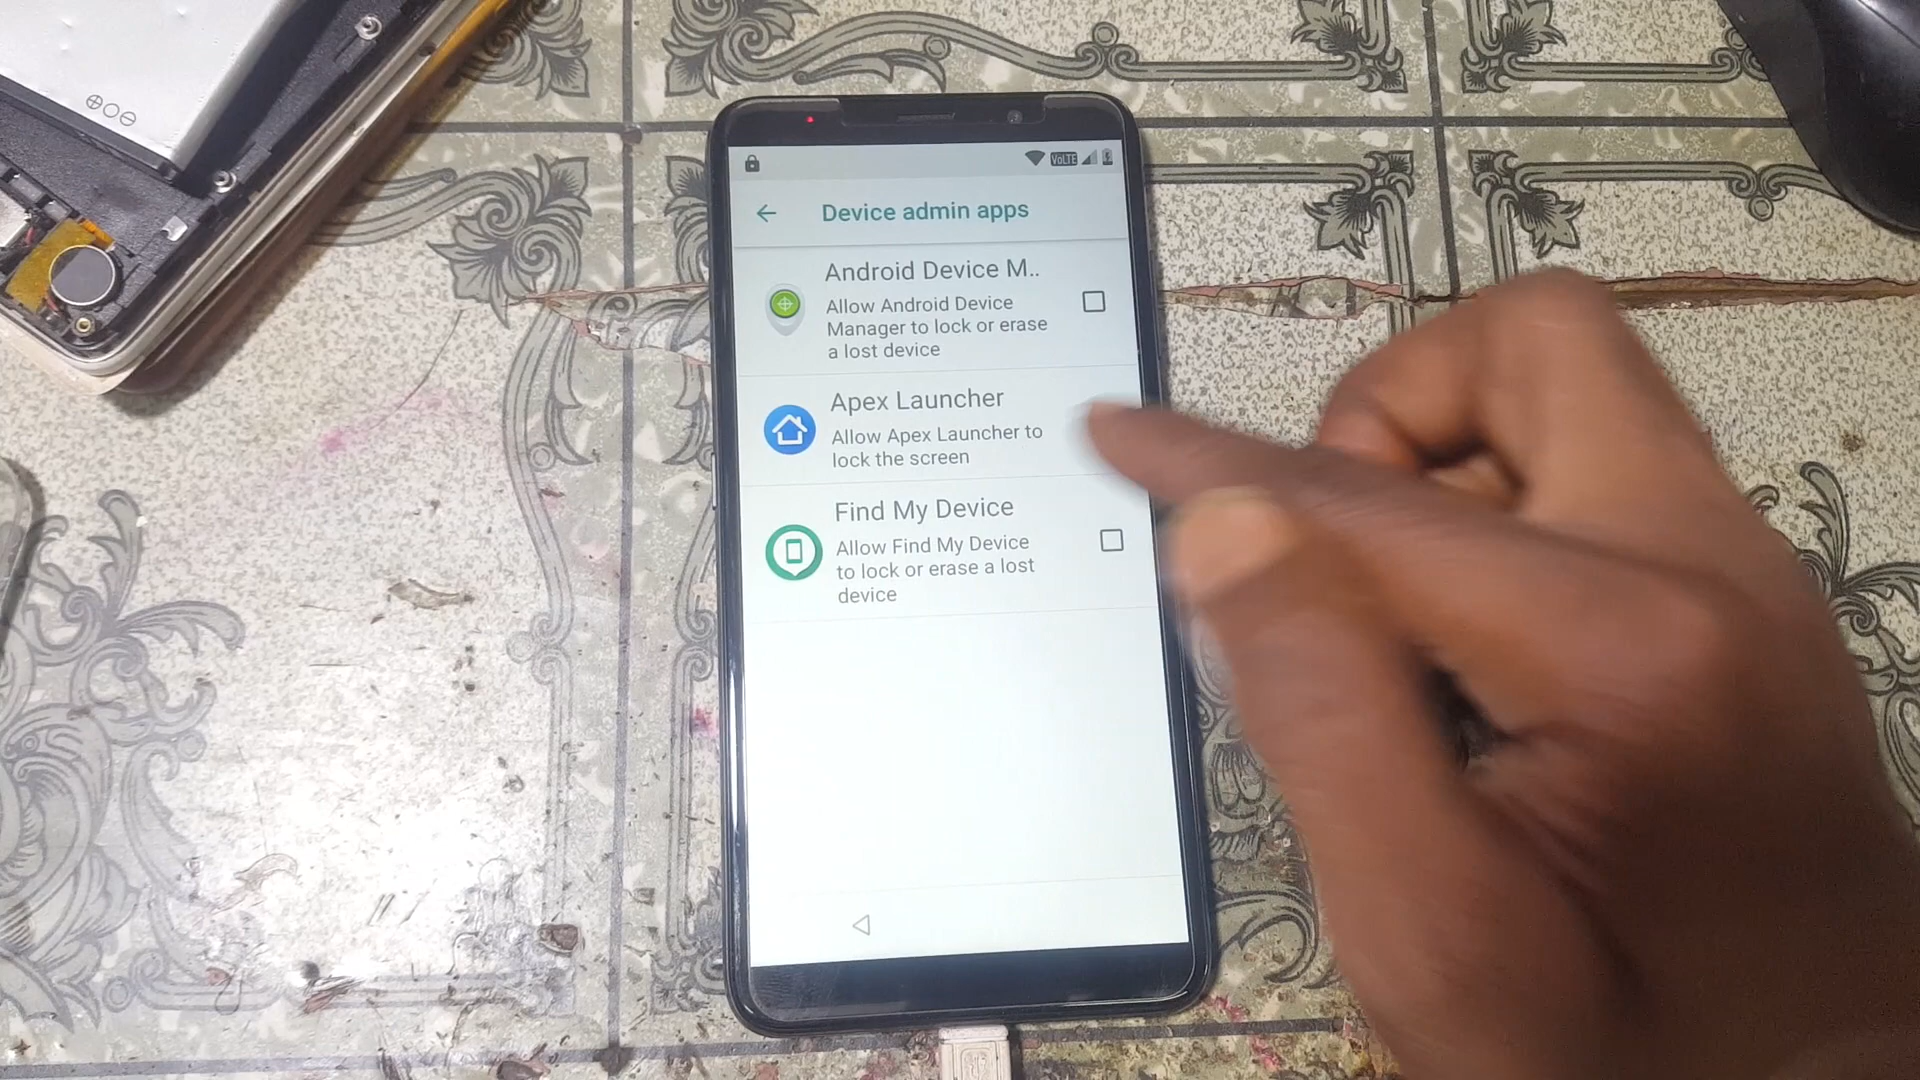 VoLTE
Device admin apps
Android Device M..
Allow Android Device
Manager to lock or erase
a lost device
Apex Launcher
Allow Apex Launcher to
lock the screen
Find My Device
Allow Find My Device
to lock or erase a lost
device